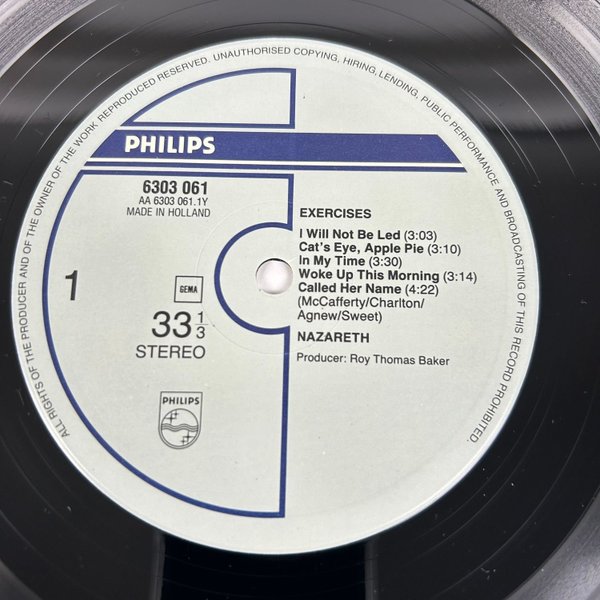 ALL RIGHTS OF THE PRODUCER AND OF THE OWNER OF THE WORK REPRODUCED RESERVED. UNAUTHORISED COPYING, HIRING, LENDING, PUBLIC PERFORMANCE AND BROADCASTING OF THIS RECORD PROHIBITED.
PHILIPS
6303 061
AA 6303 061.1Y
MADE IN HOLLAND
1
GEMA
33 1/3
STEREO
PHILIPS
EXERCISES
I Will Not Be Led (3:03)
Cat's Eye, Apple Pie (3:10)
In My Time (3:30)
Woke Up This Morning (3:14)
Called Her Name (4:22)
(McCafferty/Charlton/
Agnew/Sweet)
NAZARETH
Producer: Roy Thomas Baker